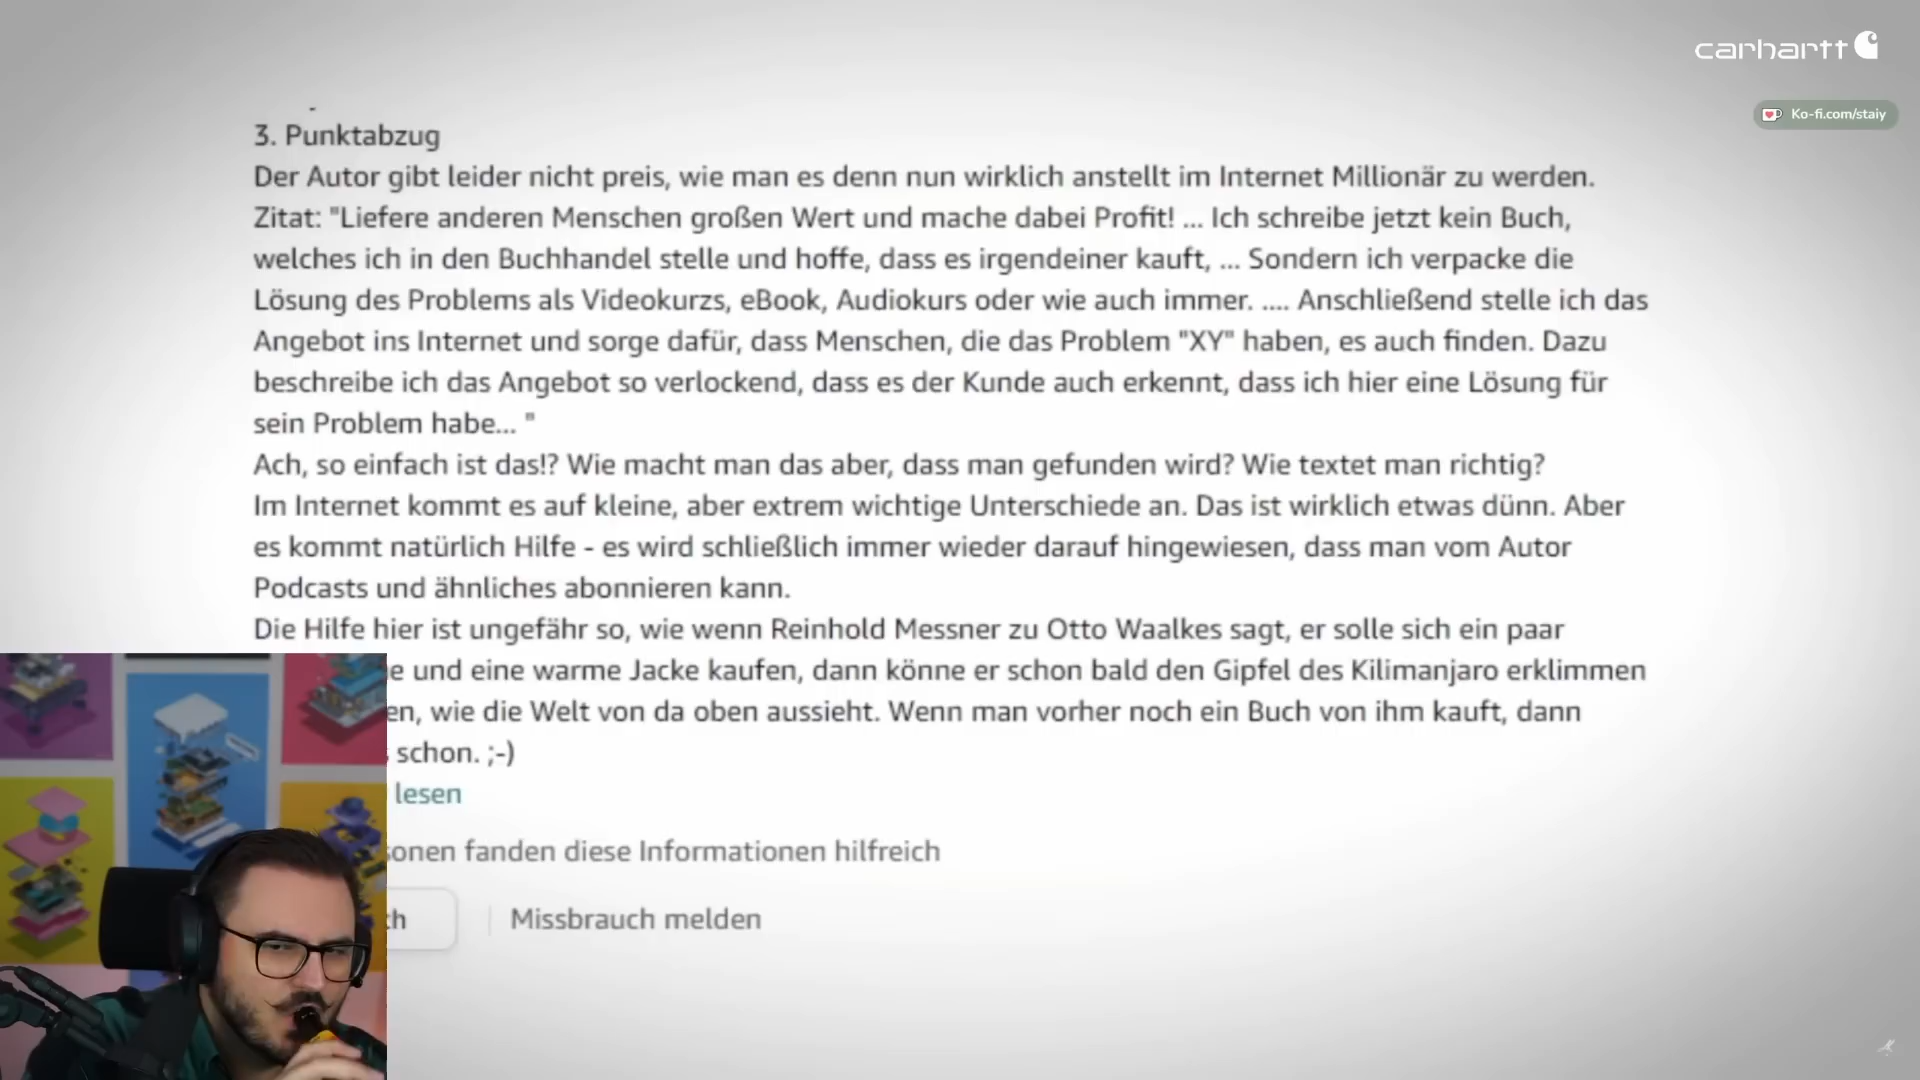 carhartt
Ko-fi.com/staiy
3. Punktabzug
Der Autor gibt leider nicht preis, wie man es denn nun wirklich anstellt im Internet Millionär zu werden.
Zitat: "Liefere anderen Menschen großen Wert und mache dabei Profit! ... Ich schreibe jetzt kein Buch,
welches ich in den Buchhandel stelle und hoffe, dass es irgendeiner kauft, ... Sondern ich verpacke die
Lösung des Problems als Videokurzs, eBook, Audiokurs oder wie auch immer. .... Anschließend stelle ich das
Angebot ins Internet und sorge dafür, dass Menschen, die das Problem "XY" haben, es auch finden. Dazu
beschreibe ich das Angebot so verlockend, dass es der Kunde auch erkennt, dass ich hier eine Lösung für
sein Problem habe... "
Ach, so einfach ist das!? Wie macht man das aber, dass man gefunden wird? Wie textet man richtig?
Im Internet kommt es auf kleine, aber extrem wichtige Unterschiede an. Das ist wirklich etwas dünn. Aber
es kommt natürlich Hilfe - es wird schließlich immer wieder darauf hingewiesen, dass man vom Autor
Podcasts und ähnliches abonnieren kann.
Die Hilfe hier ist ungefähr so, wie wenn Reinhold Messner zu Otto Waalkes sagt, er solle sich ein paar
und eine warme Jacke kaufen, dann könne er schon bald den Gipfel des Kilimanjaro erklimmen
wie die Welt von da oben aussieht. Wenn man vorher noch ein Buch von ihm kauft, dann
schon. ;-)
lesen
fanden diese Informationen hilfreich
Missbrauch melden